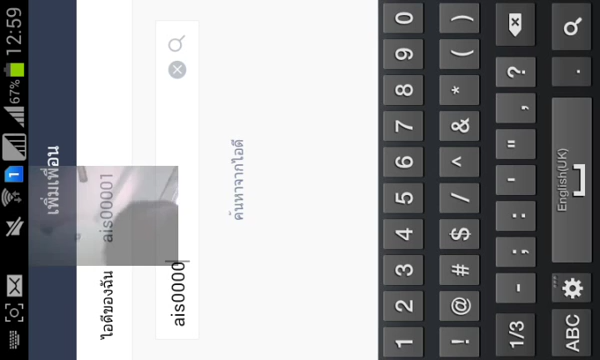 1 67% 12:59
เพิ่มเพื่อน
ไอดีของฉัน ais00001
ais0000
ค้นหาจากไอดี
1 2 3 4 5 6 7 8 9 0
! @ # $ / ^ & * ( )
1/3 - ; : ' " , ?
ABC English(UK) .